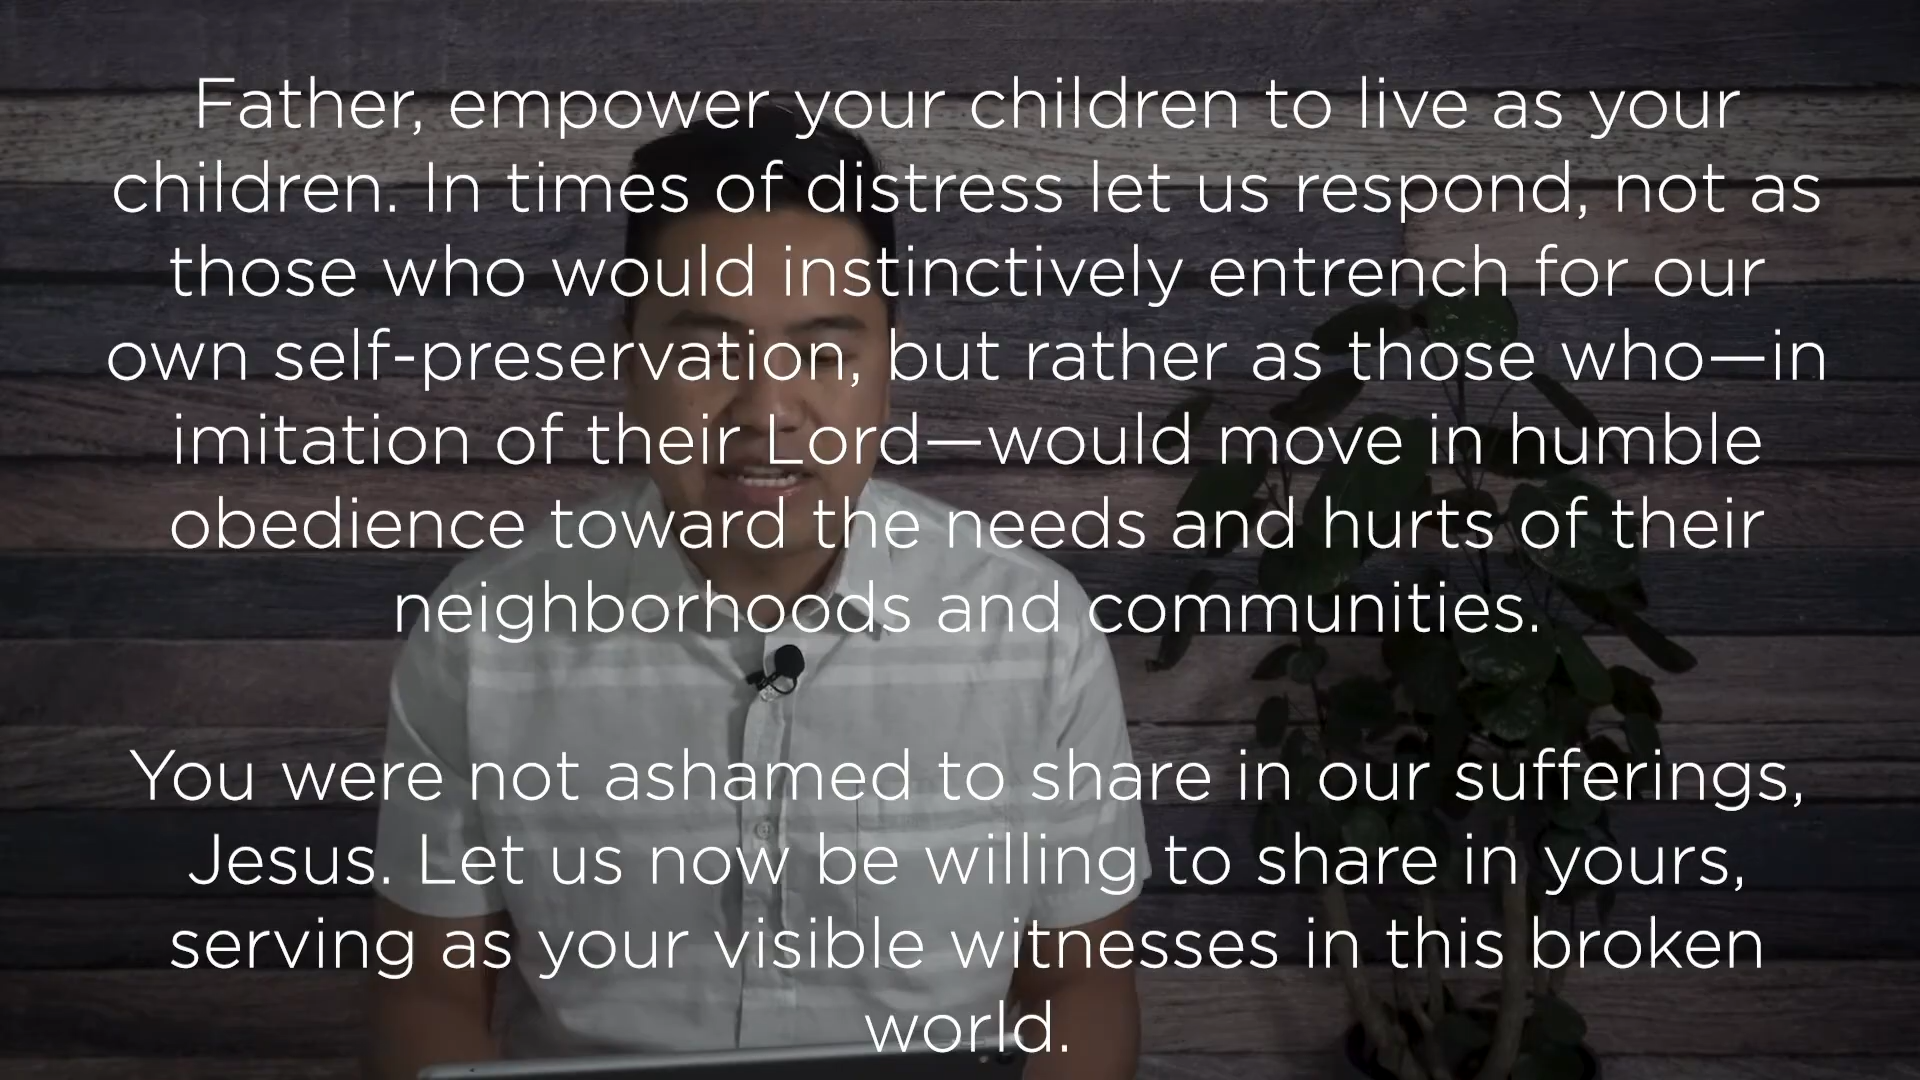 Father, empower your children to live as your
children. In times of distress let us respond, not as
those who would instinctively entrench for our
own self-preservation, but rather as those who—in
imitation of their Lord—would move in humble
obedience toward the needs and hurts of their
neighborhoods and communities.
You were not ashamed to share in our sufferings,
Jesus. Let us now be willing to share in yours,
serving as your visible witnesses in this broken
world.